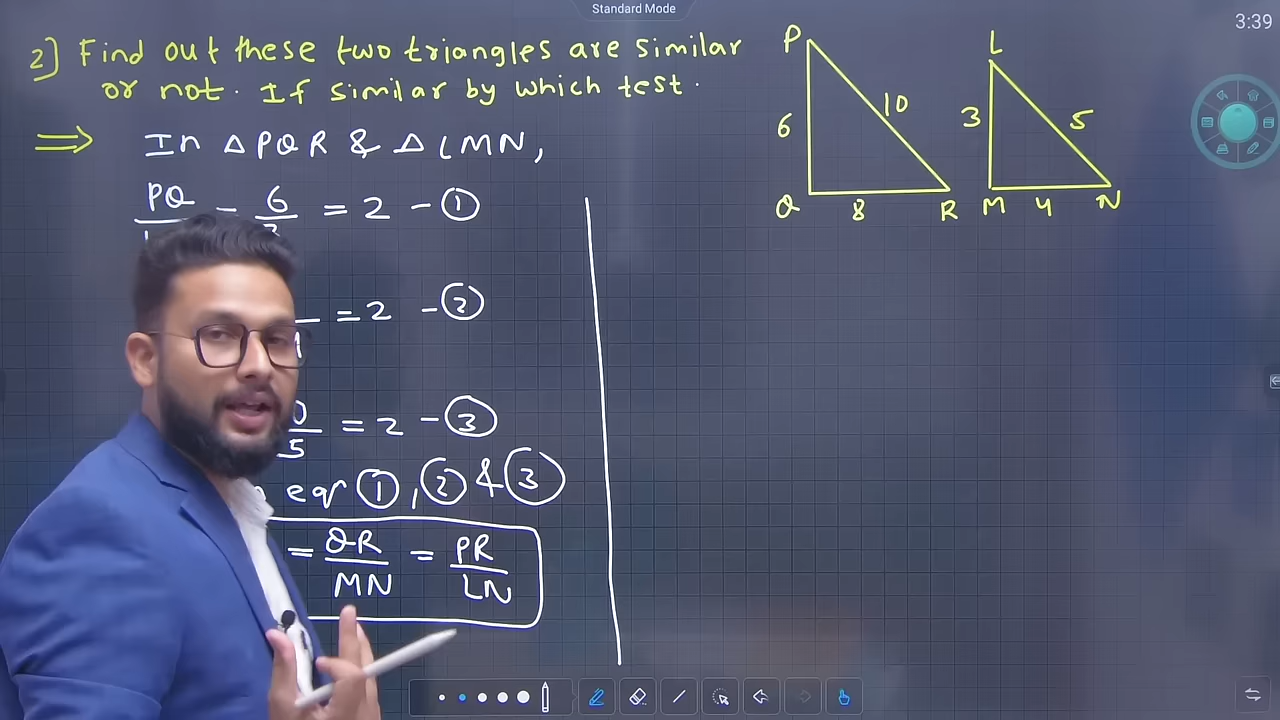 Standard Mode
3:39
2) Find out these two triangles are similar
or not. If similar by which test.
P
6
10
Q
8
R
L
3
5
M
4
N
⇒ In △PQR & △LMN,
PQ
6
= 2 - ①
= 2 - ②
5
= 2 - ③
eq ①, ② & ③
= QR/MN = PR/LN